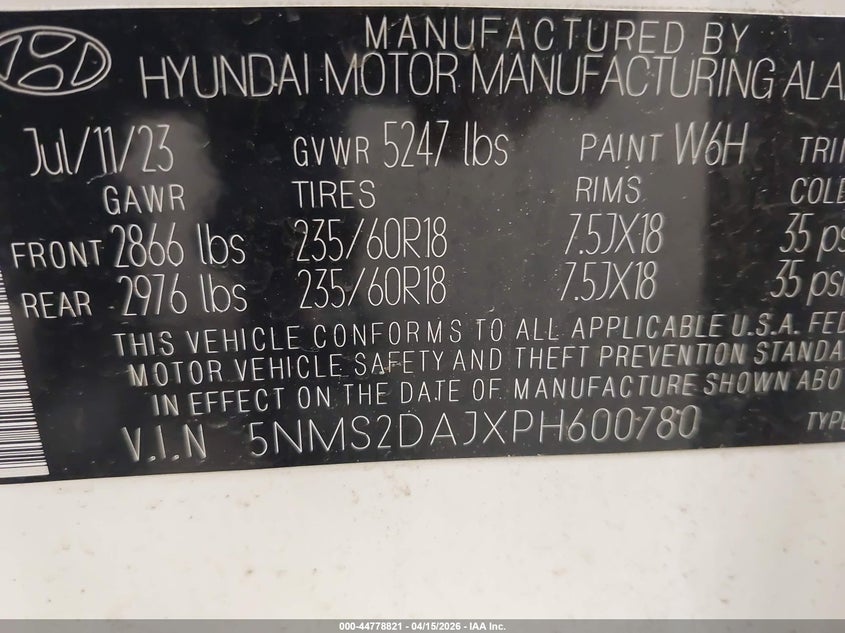 MANUFACTURED BY
HYUNDAI MOTOR MANUFACTURING ALA
Jul/11/23 GVWR 5247 lbs PAINT W6H TRI
GAWR TIRES RIMS COLD
FRONT 2866 lbs 235/60R18 7.5JX18 35 ps
REAR 2976 lbs 235/60R18 7.5JX18 35 psi
THIS VEHICLE CONFORMS TO ALL APPLICABLE U.S.A. FED
MOTOR VEHICLE SAFETY AND THEFT PREVENTION STANDA
IN EFFECT ON THE DATE OF MANUFACTURE SHOWN ABO
V.I.N 5NMS2DAJXPH600780 TYPE
000-44778821 - 04/15/2026 - IAA Inc.